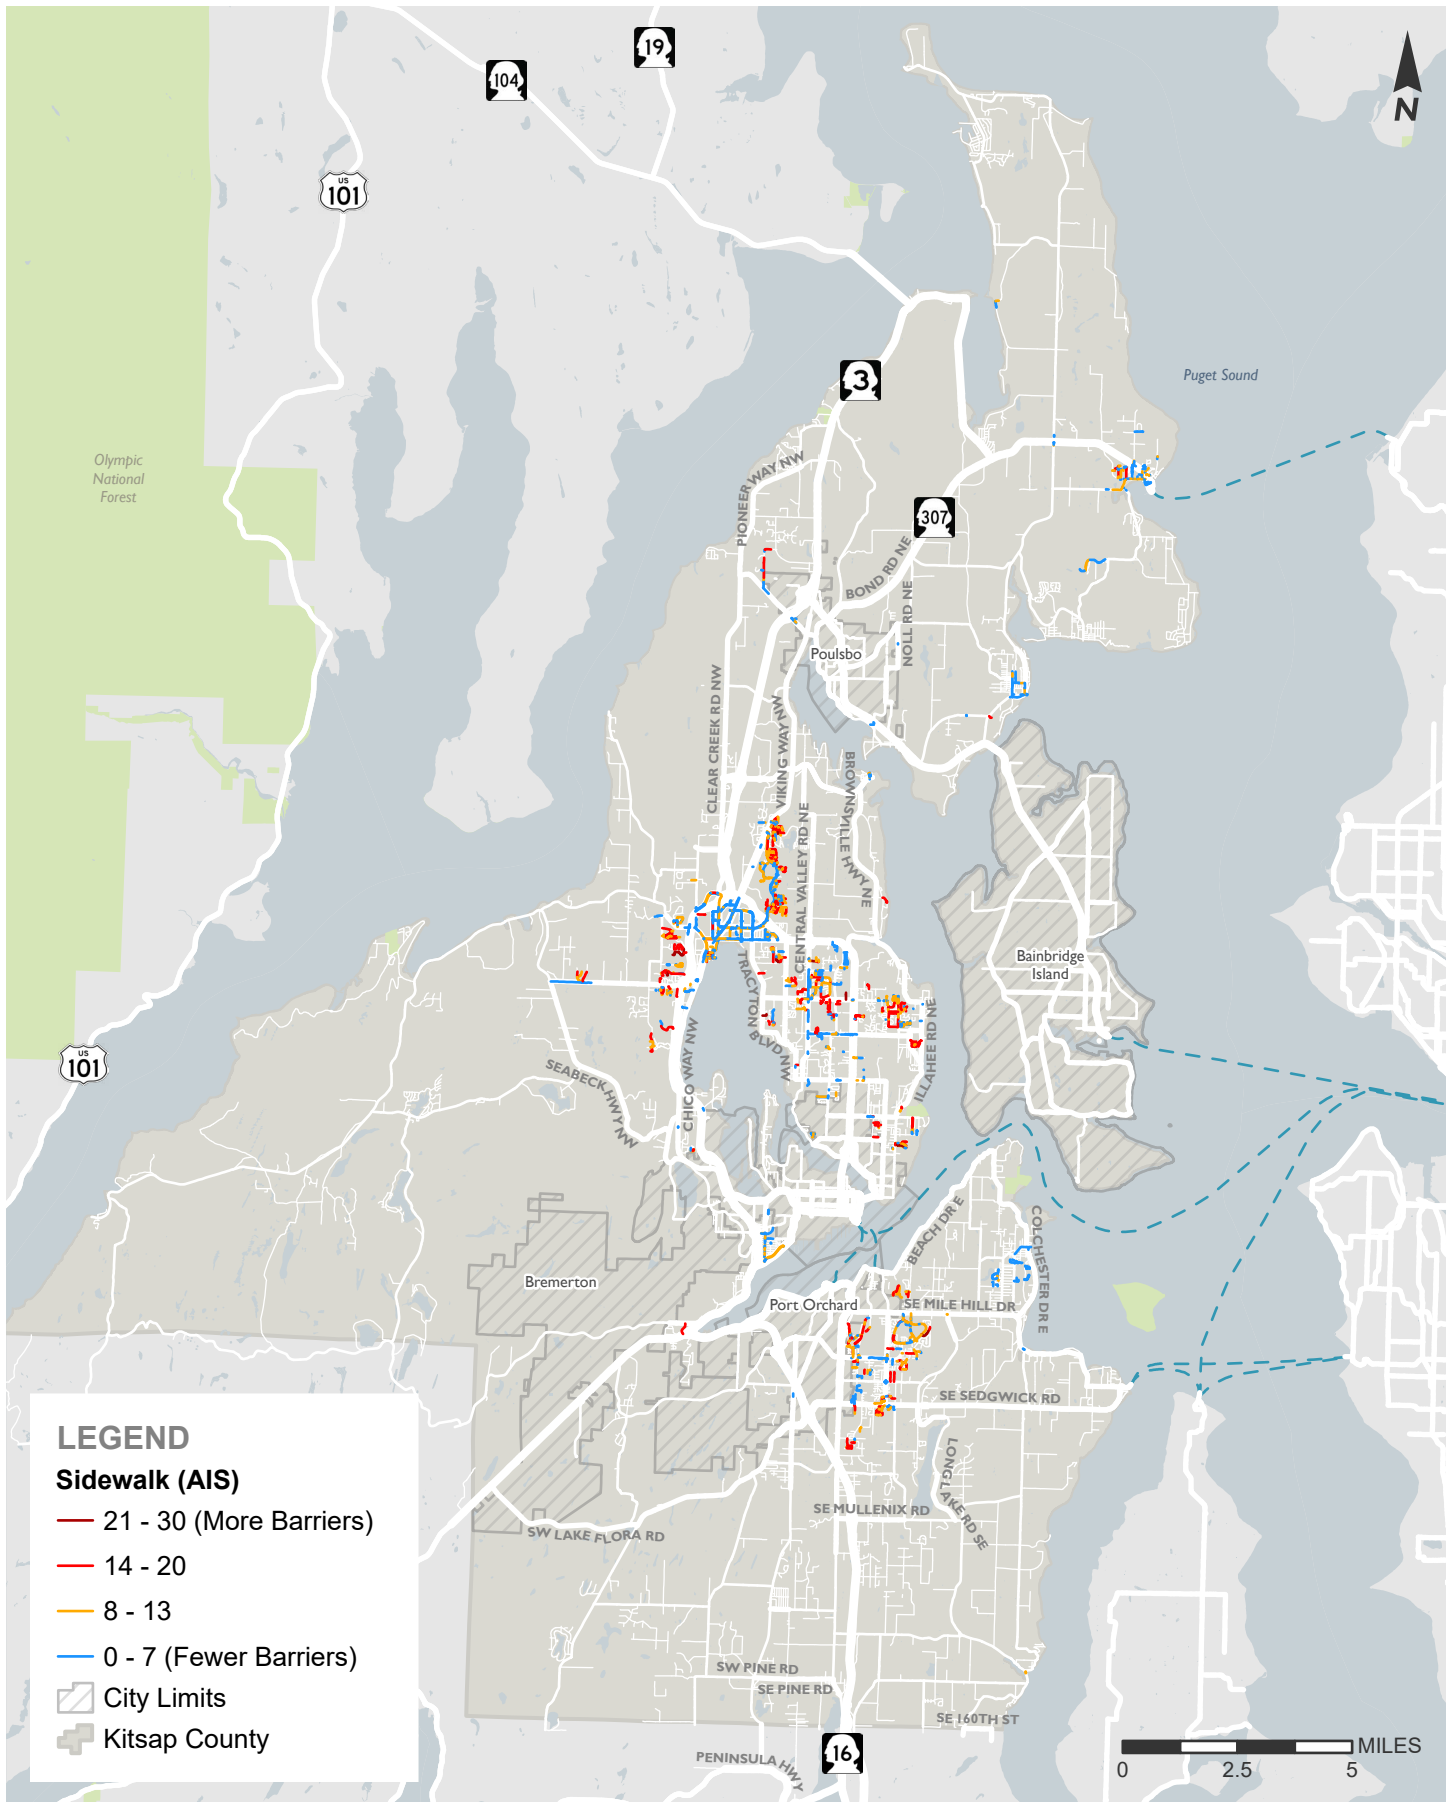 19
104
N
US
101
3
Puget Sound
Olympic
National
Forest
PIONEER WAY NW
307
BOND RD NE
NOLL RD NE
Poulsbo
CLEAR CREEK RD NW
VIKING WAY NW
BROWNSVILLE HWY NE
CENTRAL VALLEY RD NE
Bainbridge
Island
TRACYTON BLVD NW
ILLAHEE RD NE
CHICO WAY NW
US
101
SEABECK HWY NW
BEACH DR E
COLCHESTER DR E
Bremerton
Port Orchard
SE MILE HILL DR
SE SEDGWICK RD
LONG LAKE RD SE
SE MULLENIX RD
SW LAKE FLORA RD
SW PINE RD
SE PINE RD
SE 160TH ST
16
PENINSULA HWY
LEGEND
Sidewalk (AIS)
21 - 30 (More Barriers)
14 - 20
8 - 13
0 - 7 (Fewer Barriers)
City Limits
Kitsap County
MILES
0 2.5 5